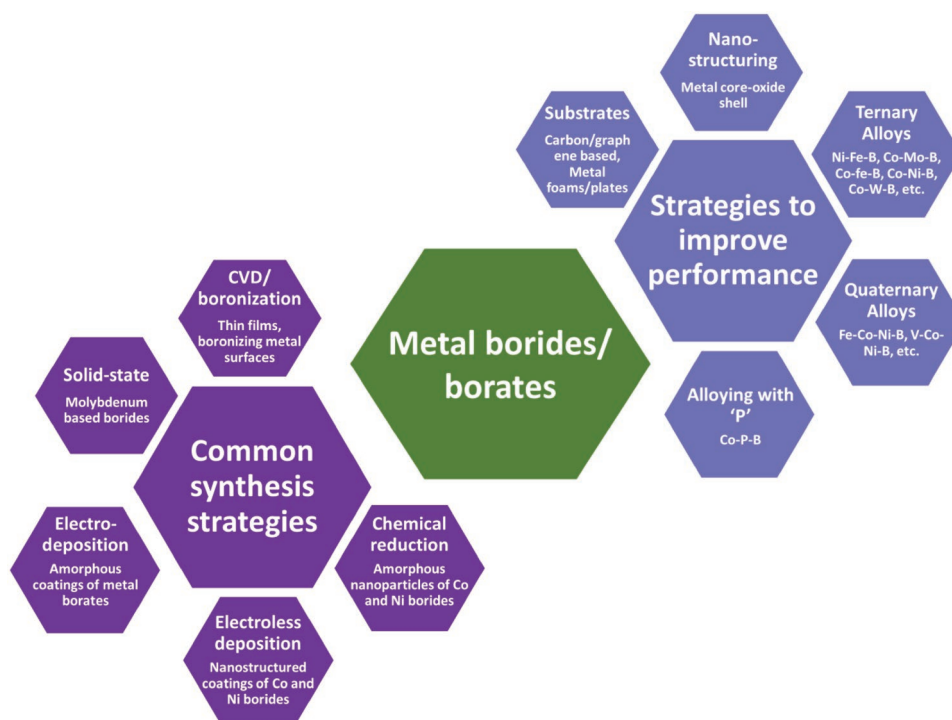 Nano-
structuring
Metal core-oxide
shell
Substrates
Carbon/graph
ene based,
Metal
foams/plates
Ternary
Alloys
Ni-Fe-B, Co-Mo-B,
Co-fe-B, Co-Ni-B,
Co-W-B, etc.
Strategies to
improve
performance
Quaternary
Alloys
Fe-Co-Ni-B, V-Co-
Ni-B, etc.
Alloying with
‘P’
Co-P-B
Metal borides/
borates
CVD/
boronization
Thin films,
boronizing metal
surfaces
Solid-state
Molybdenum
based borides
Common
synthesis
strategies
Electro-
deposition
Amorphous
coatings of metal
borates
Chemical
reduction
Amorphous
nanoparticles of Co
and Ni borides
Electroless
deposition
Nanostructured
coatings of Co and
Ni borides